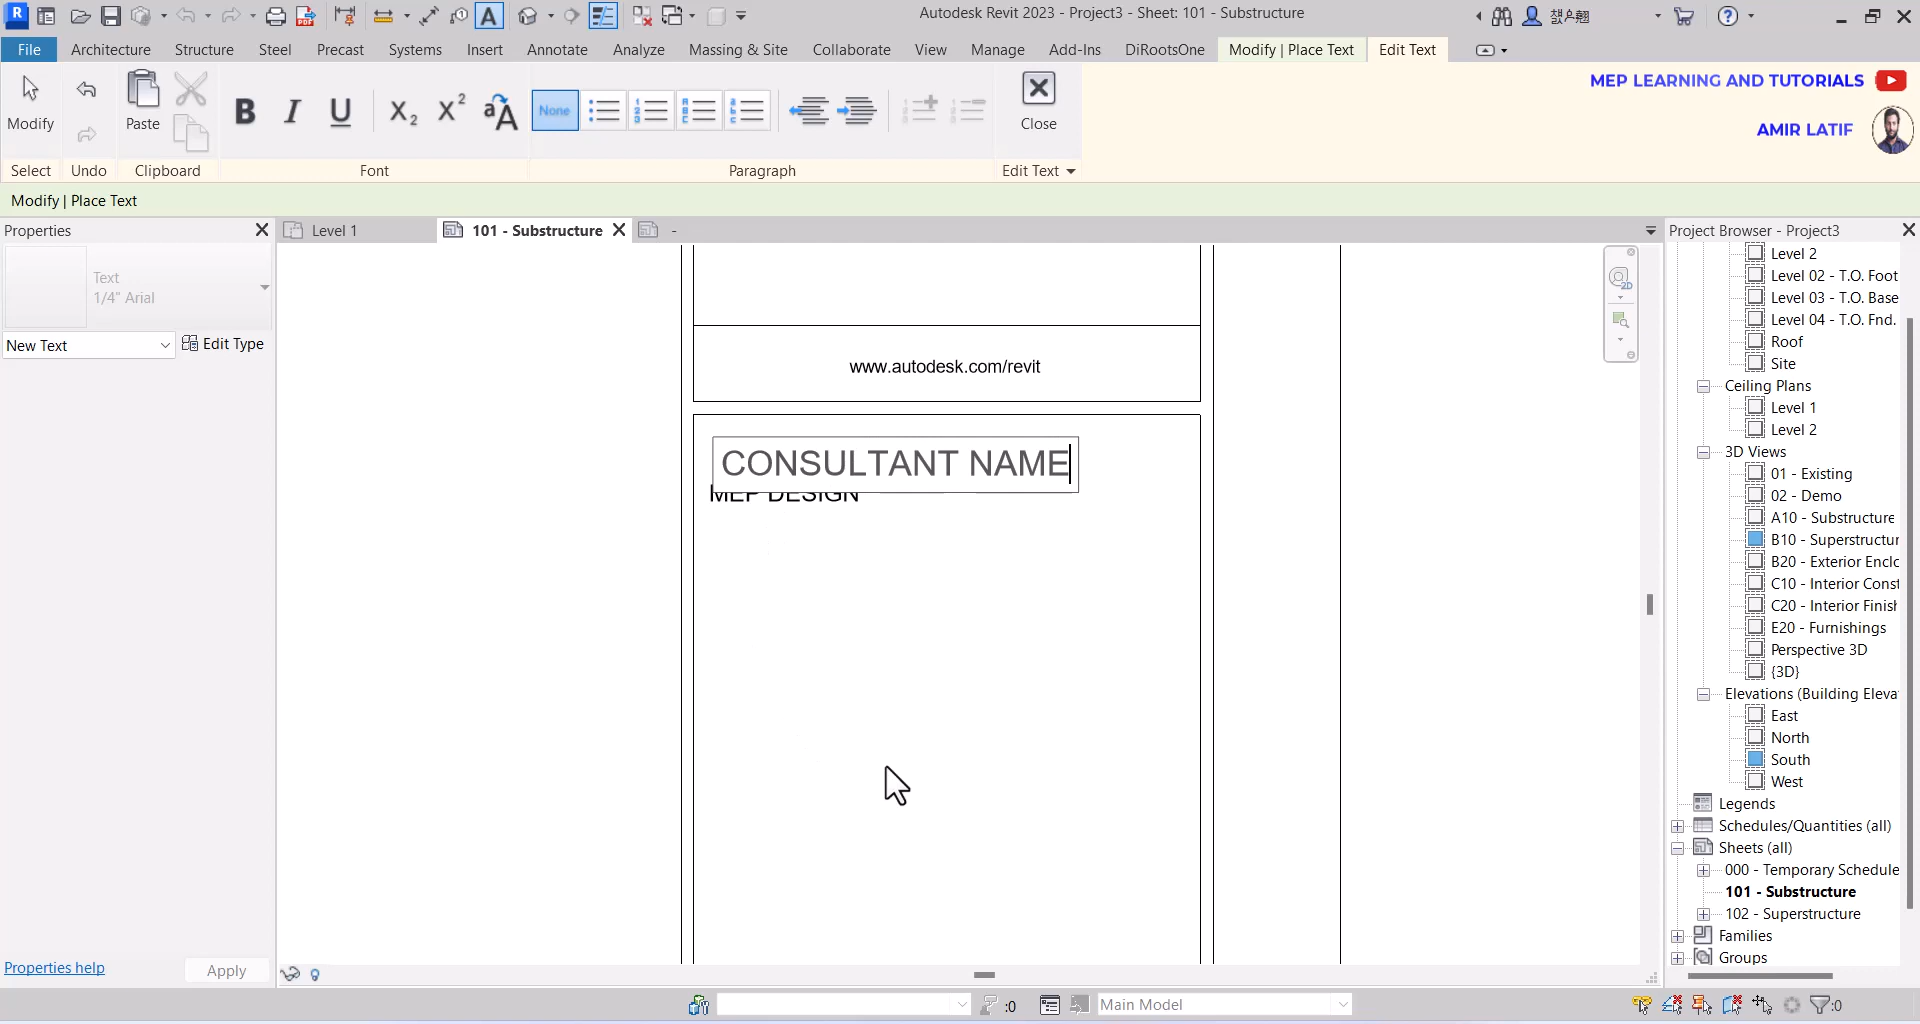 Autodesk Revit 2023 - Project3 - Sheet: 101 - Substructure
File Architecture Structure Steel Precast Systems Insert Annotate Analyze Massing & Site Collaborate View Manage Add-Ins DiRootsOne Modify | Place Text Edit Text
Modify
Paste
B I U X₂ X² aA
None
Close
Select Undo Clipboard Font Paragraph Edit Text
MEP LEARNING AND TUTORIALS
AMIR LATIF
Modify | Place Text
Properties
Text
1/4" Arial
New Text Edit Type
Properties help Apply
Level 1 101 - Substructure -
www.autodesk.com/revit
CONSULTANT NAME
MEP DESIGN
Project Browser - Project3
Level 2
Level 02 - T.O. Foot
Level 03 - T.O. Base
Level 04 - T.O. Fnd.
Roof
Site
Ceiling Plans
Level 1
Level 2
3D Views
01 - Existing
02 - Demo
A10 - Substructure
B10 - Superstructur
B20 - Exterior Enclo
C10 - Interior Const
C20 - Interior Finish
E20 - Furnishings
Perspective 3D
{3D}
Elevations (Building Eleva
East
North
South
West
Legends
Schedules/Quantities (all)
Sheets (all)
000 - Temporary Schedule
101 - Substructure
102 - Superstructure
Families
Groups
:0 Main Model :0